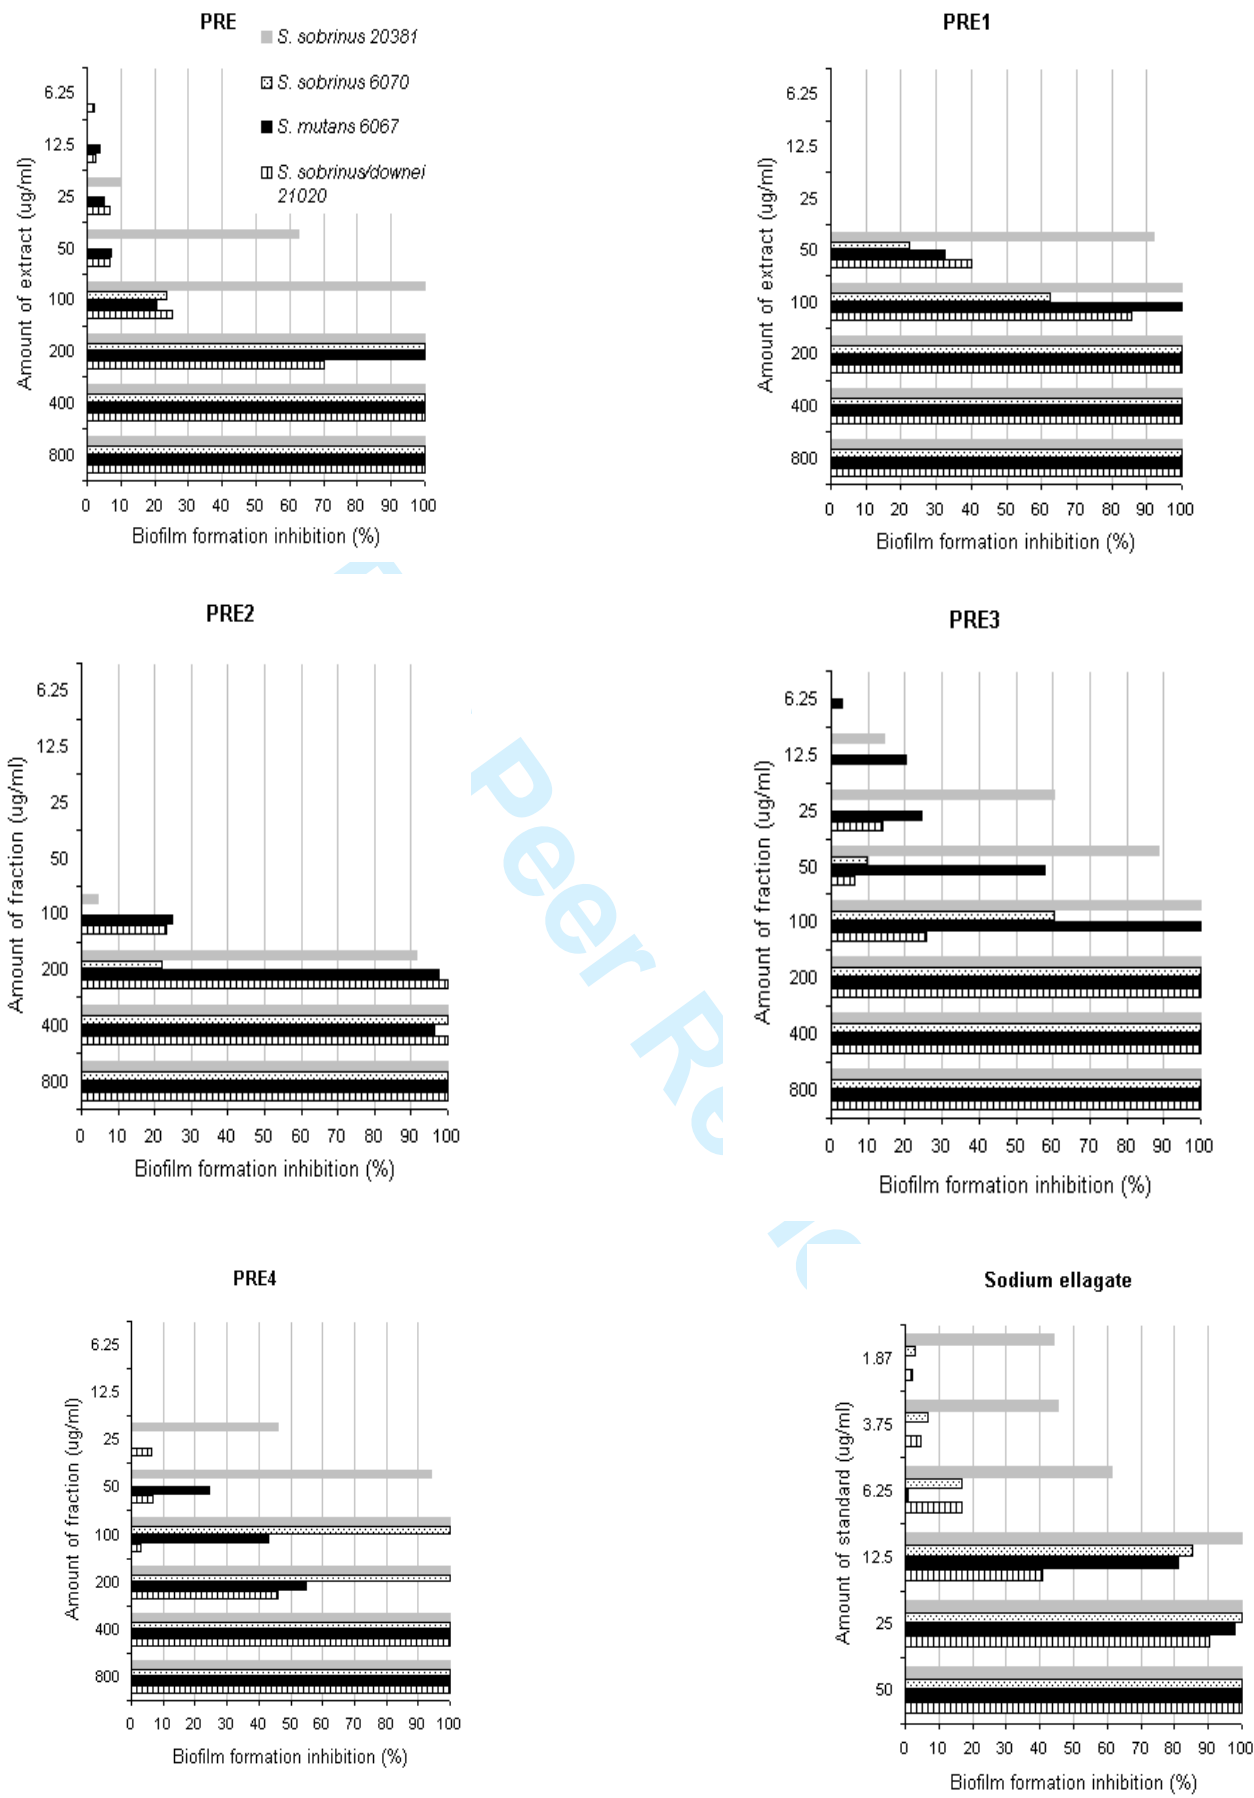 PRE
S. sobrinus 20381
S. sobrinus 6070
S. mutans 6067
S. sobrinus/downei
21020
Amount of extract (ug/ml)
6.25
12.5
25
50
100
200
400
800
0 10 20 30 40 50 60 70 80 90 100
Biofilm formation inhibition (%)
PRE1
Amount of extract (ug/ml)
6.25
12.5
25
50
100
200
400
800
0 10 20 30 40 50 60 70 80 90 100
Biofilm formation inhibition (%)
PRE2
Amount of fraction (ug/ml)
6.25
12.5
25
50
100
200
400
800
0 10 20 30 40 50 60 70 80 90 100
Biofilm formation inhibition (%)
PRE3
Amount of fraction (ug/ml)
6.25
12.5
25
50
100
200
400
800
0 10 20 30 40 50 60 70 80 90 100
Biofilm formation inhibition (%)
Peer
PRE4
Amount of fraction (ug/ml)
6.25
12.5
25
50
100
200
400
800
0 10 20 30 40 50 60 70 80 90 100
Biofilm formation inhibition (%)
Sodium ellagate
Amount of standard (ug/ml)
1.87
3.75
6.25
12.5
25
50
0 10 20 30 40 50 60 70 80 90 100
Biofilm formation inhibition (%)